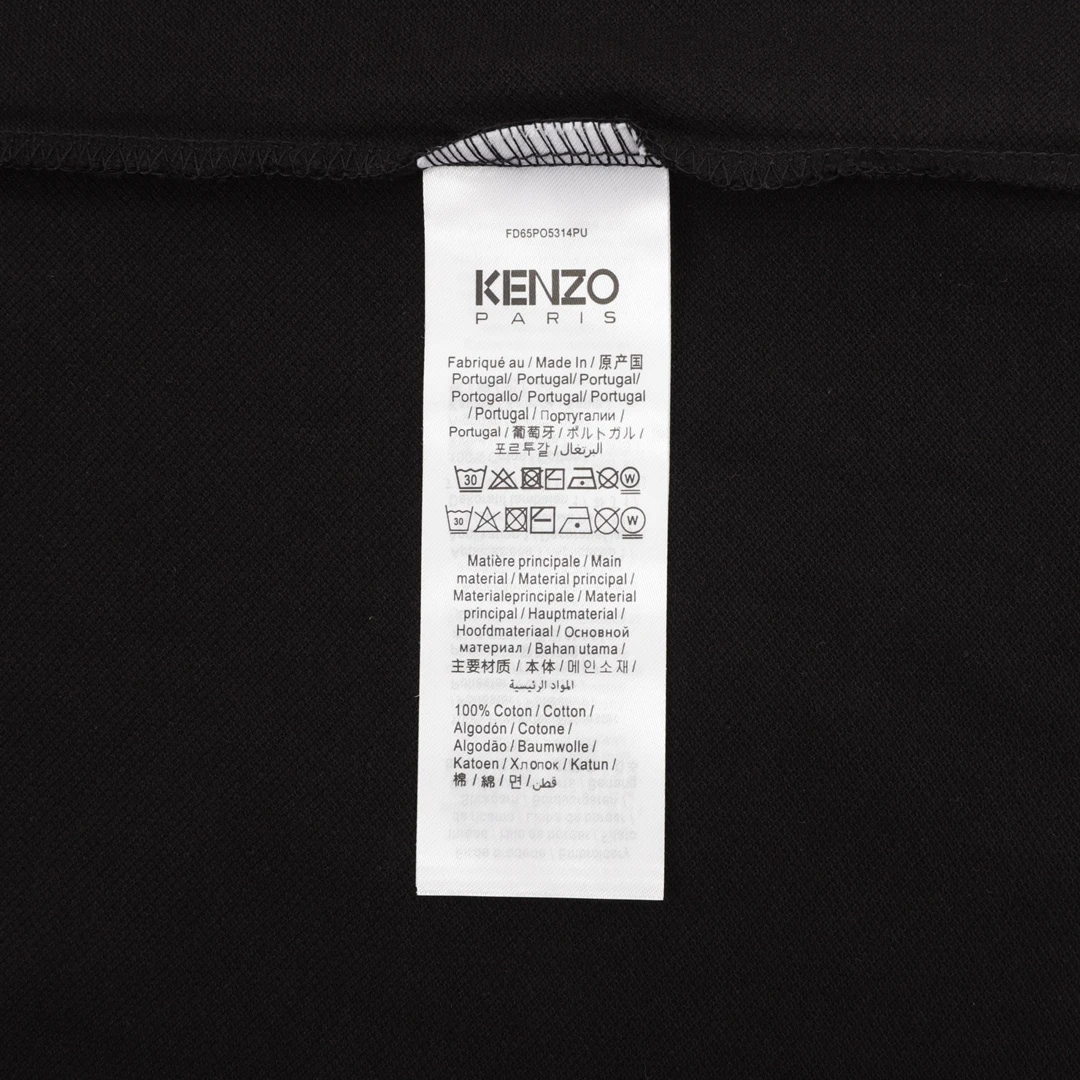 FD65PO5314PU
KENZO
PARIS
Fabriqué au / Made In / 原产国
Portugal/ Portugal/ Portugal/
Portogallo/ Portugal/ Portugal
/ Portugal / Португалии /
Portugal / 葡萄牙 / ポルトガル /
포르투갈 / البرتغال
30 W
30 W
Matière principale / Main
material / Material principal /
Materialeprincipale / Material
principal / Hauptmaterial /
Hoofdmateriaal / Основной
материал / Bahan utama /
主要材质 / 本体 / 메인소재 /
المواد الرئيسية
100% Coton / Cotton /
Algodón / Cotone /
Algodão / Baumwolle /
Katoen / Хлопок / Katun /
棉 / 綿 / 면 / قطن